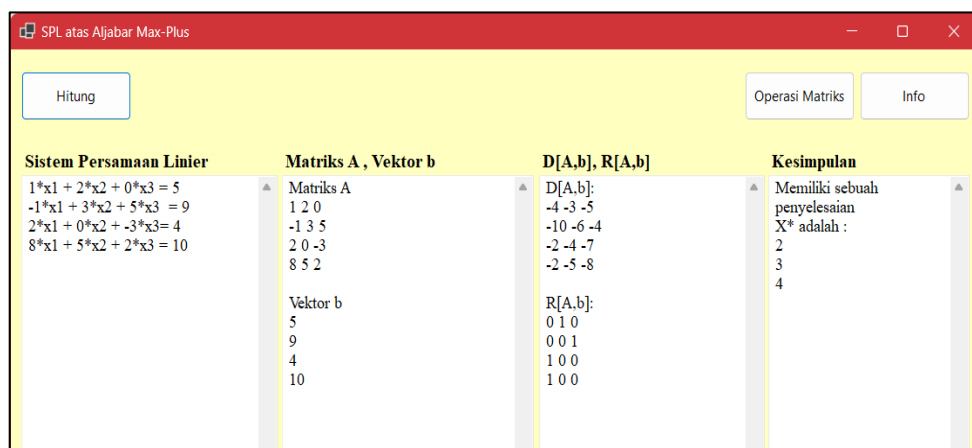 SPL atas Aljabar Max-Plus
Hitung
Operasi Matriks
Info
Sistem Persamaan Linier
1*x1 + 2*x2 + 0*x3 = 5
-1*x1 + 3*x2 + 5*x3  = 9
2*x1 + 0*x2 + -3*x3= 4
8*x1 + 5*x2 + 2*x3 = 10
Matriks A , Vektor b
Matriks A
1 2 0
-1 3 5
2 0 -3
8 5 2
Vektor b
5
9
4
10
D[A,b], R[A,b]
D[A,b]:
-4 -3 -5
-10 -6 -4
-2 -4 -7
-2 -5 -8
R[A,b]:
0 1 0
0 0 1
1 0 0
1 0 0
Kesimpulan
Memiliki sebuah
penyelesaian
X* adalah :
2
3
4